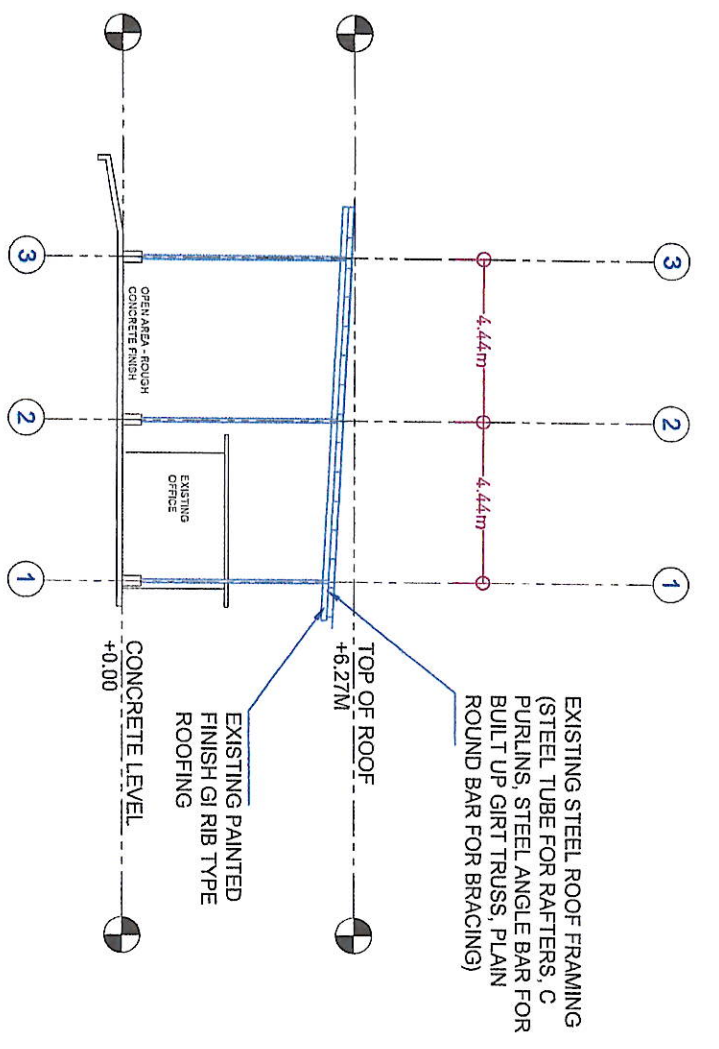 3
2
1
4.44m
4.44m
EXISTING STEEL ROOF FRAMING
(STEEL TUBE FOR RAFTERS, C
PURLINS, STEEL ANGLE BAR FOR
BUILT UP GIRT TRUSS, PLAIN
ROUND BAR FOR BRACING)
TOP OF ROOF
+6.27M
EXISTING PAINTED
FINISH GI RIB TYPE
ROOFING
EXISTING
OFFICE
OPEN AREA - ROUGH
CONCRETE FINISH
CONCRETE LEVEL
+0.00
3
2
1